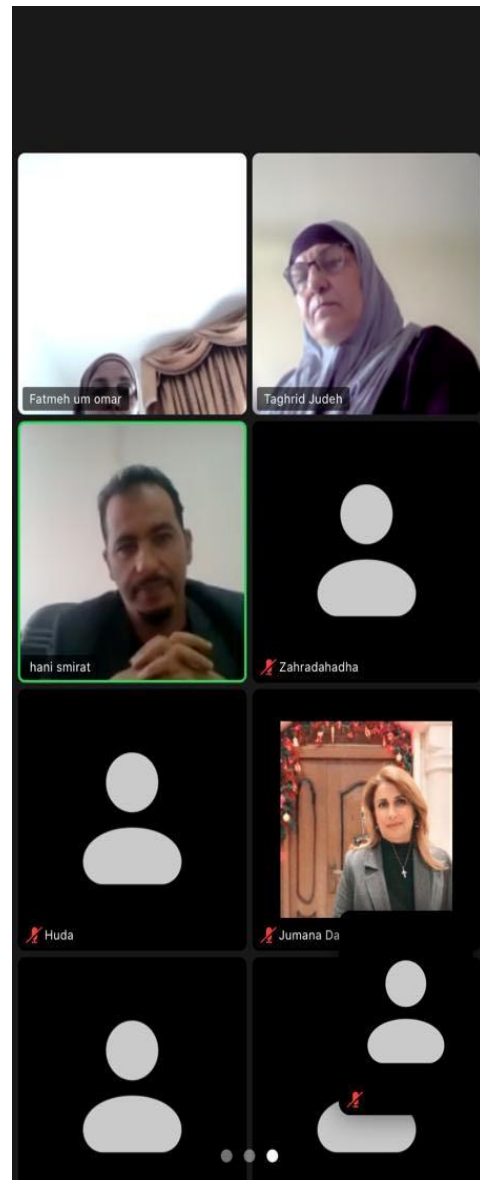 Fatmeh um omar
Taghrid Judeh
hani smirat
Zahradahadha
Huda
Jumana Da